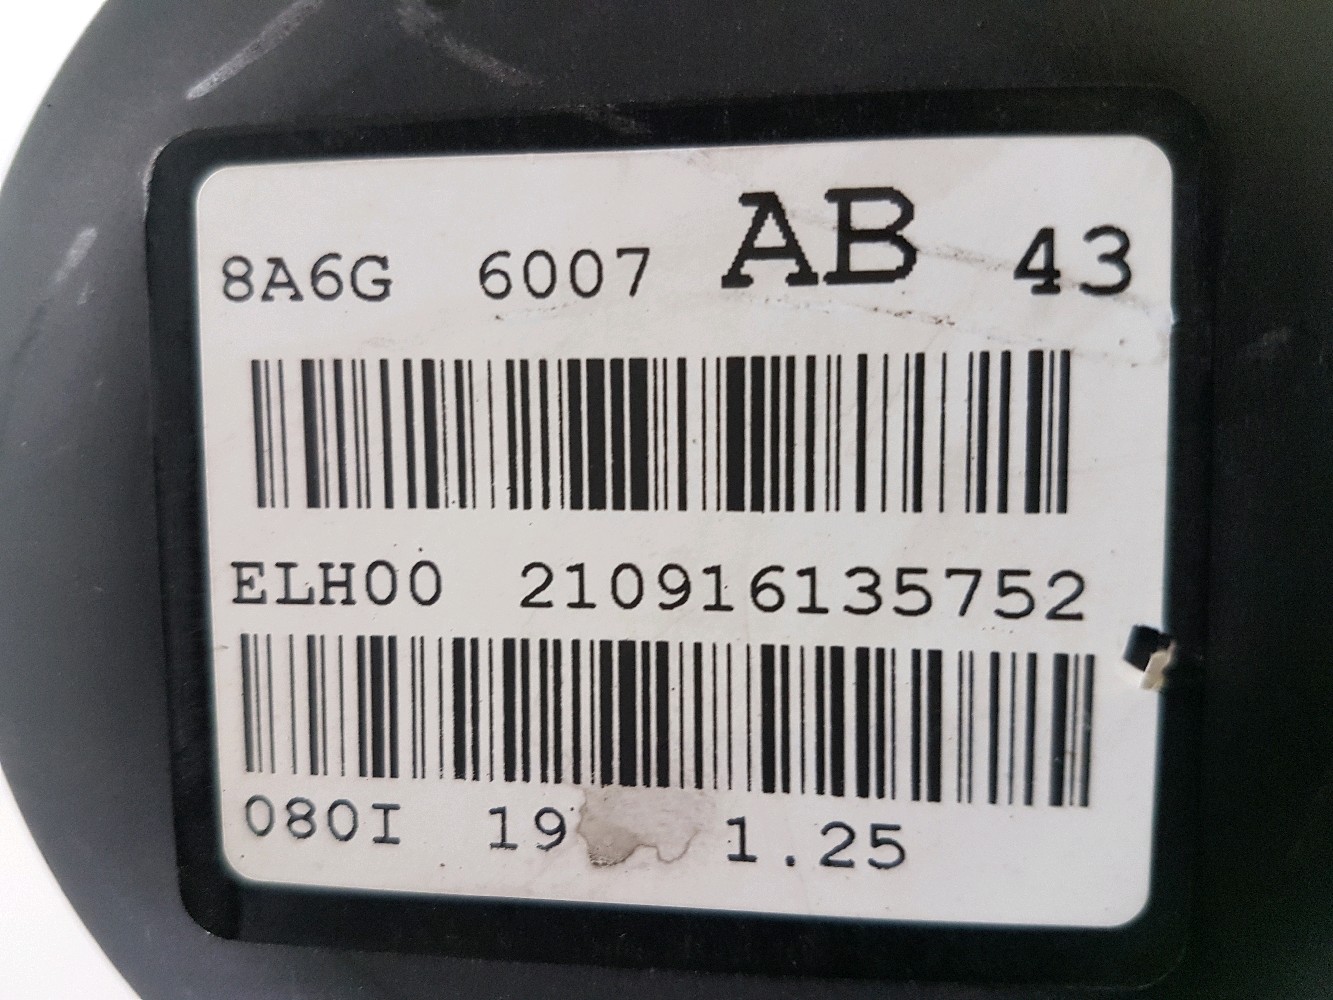 8A6G 6007 AB 43
ELH00 210916135752
080I 19 1.25